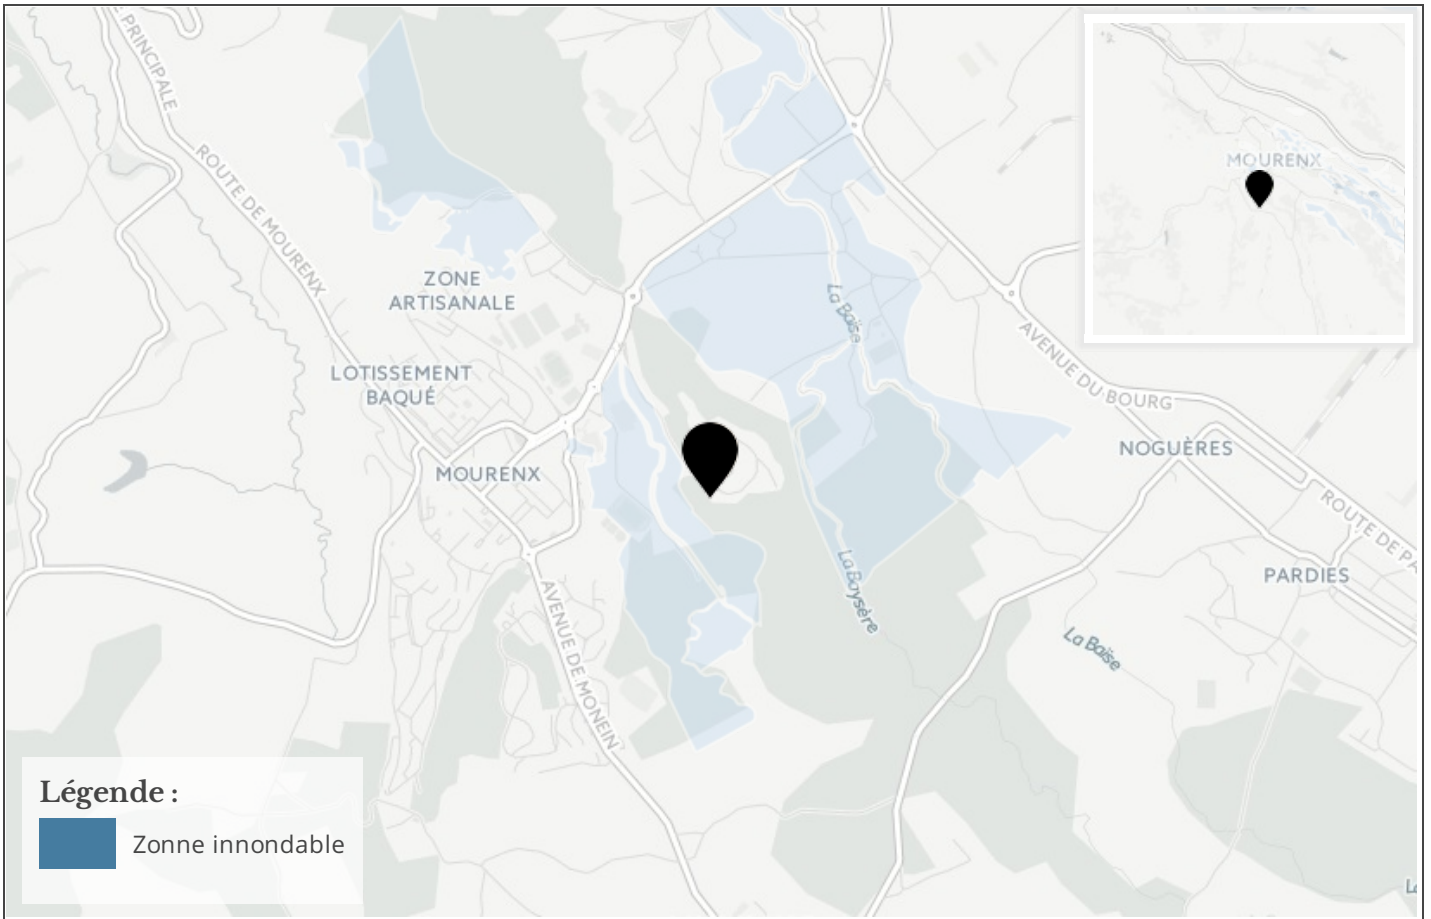 PRINCIPALE
ROUTE DE MOURENX
MOURENX
ZONE
ARTISANALE
La Baïse
LOTISSEMENT
BAQUÉ
AVENUE DU BOURG
MOURENX
NOGUÈRES
ROUTE DE PA
La Baysère
PARDIES
AVENUE DE MONEIN
La Baïse
Légende :
Zonne innondable